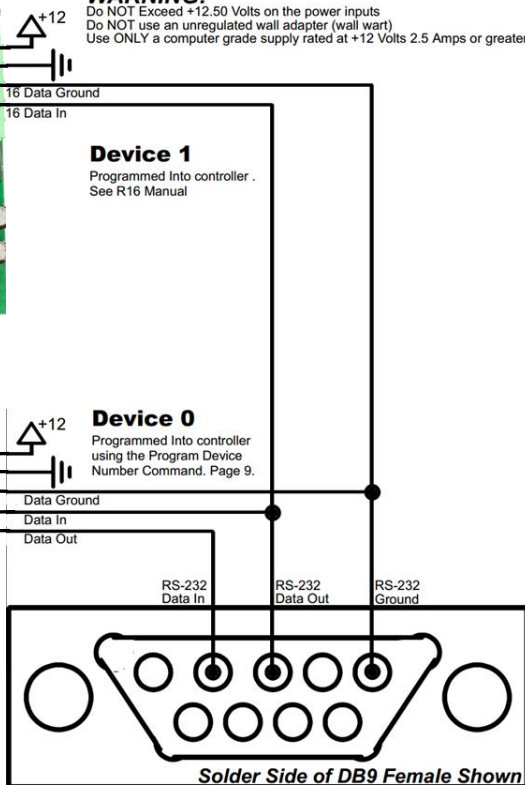 WARNING!
+12
Do NOT Exceed +12.50 Volts on the power inputs
Do NOT use an unregulated wall adapter (wall wart)
Use ONLY a computer grade supply rated at +12 Volts 2.5 Amps or greater
16 Data Ground
16 Data In
Device 1
Programmed Into controller .
See R16 Manual
+12
Device 0
Programmed Into controller
using the Program Device
Number Command. Page 9.
Data Ground
Data In
Data Out
RS-232
Data In
RS-232
Data Out
RS-232
Ground
Solder Side of DB9 Female Shown